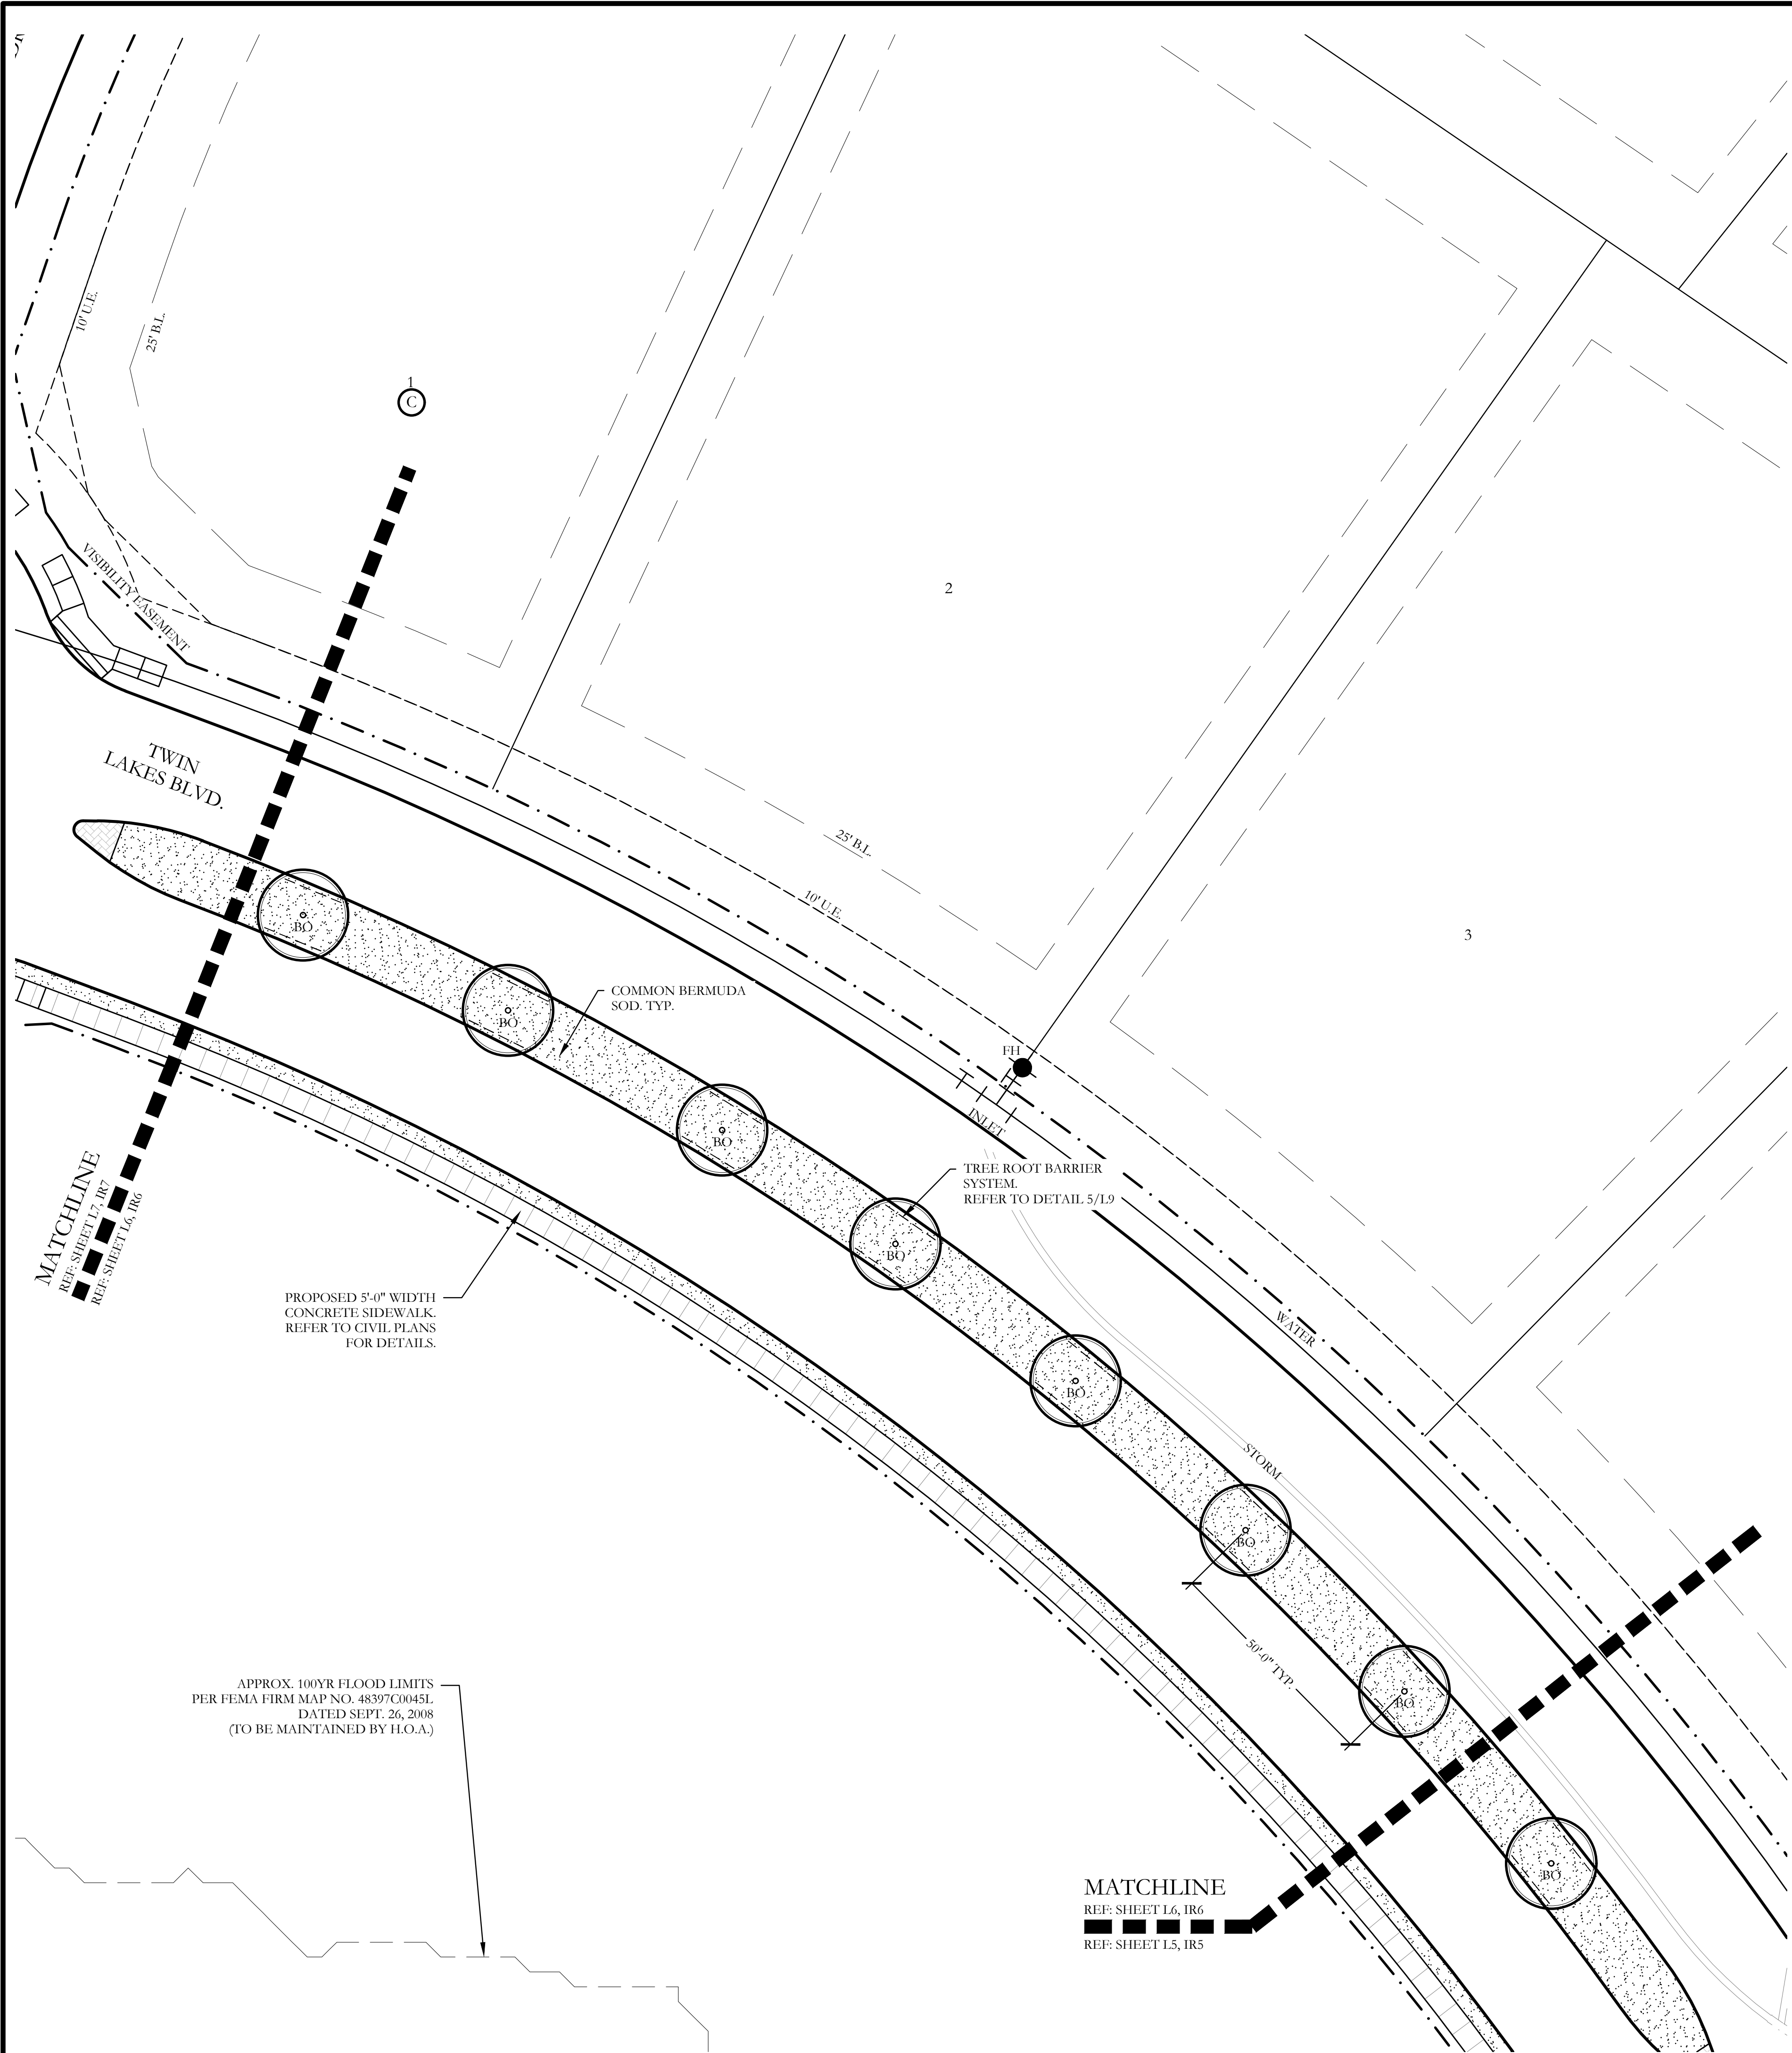 10' U.E.
25' B.L.
1
C
VISIBILITY EASEMENT
2
TWIN
LAKES BLVD.
25' B.L.
10' U.E.
3
BO
BO
COMMON BERMUDA
SOD. TYP.
FH
INLET
BO
TREE ROOT BARRIER
SYSTEM.
REFER TO DETAIL 5/L9
MATCHLINE
REF: SHEET L7, IR7
REF: SHEET L6, IR6
BO
PROPOSED 5'-0" WIDTH
CONCRETE SIDEWALK.
REFER TO CIVIL PLANS
FOR DETAILS.
WATER
BO
STORM
BO
50'-0" TYP.
BO
APPROX. 100YR FLOOD LIMITS
PER FEMA FIRM MAP NO. 48397C0045L
DATED SEPT. 26, 2008
(TO BE MAINTAINED BY H.O.A.)
BO
MATCHLINE
REF: SHEET L6, IR6
REF: SHEET L5, IR5